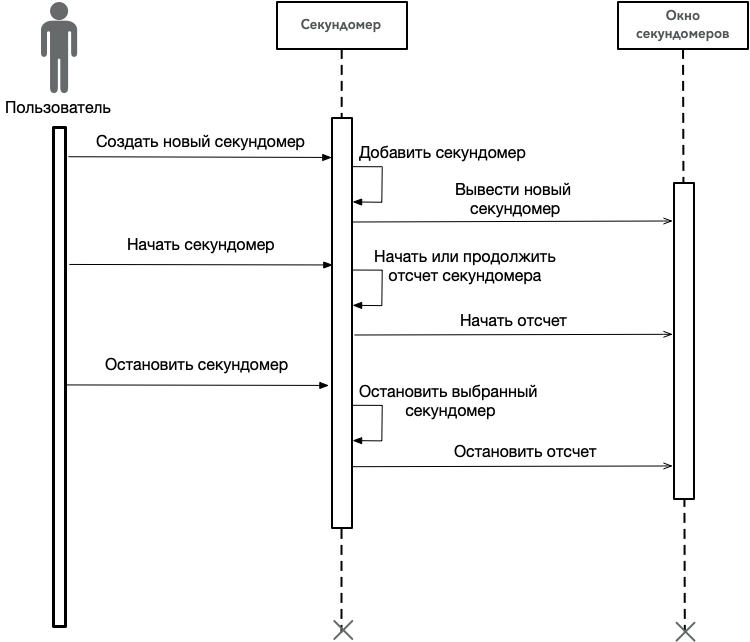 Секундомер
Окно
секундомеров
Пользователь
Создать новый секундомер
Добавить секундомер
Вывести новый
секундомер
Начать секундомер
Начать или продолжить
отсчет секундомера
Начать отсчет
Остановить секундомер
Остановить выбранный
секундомер
Остановить отсчет